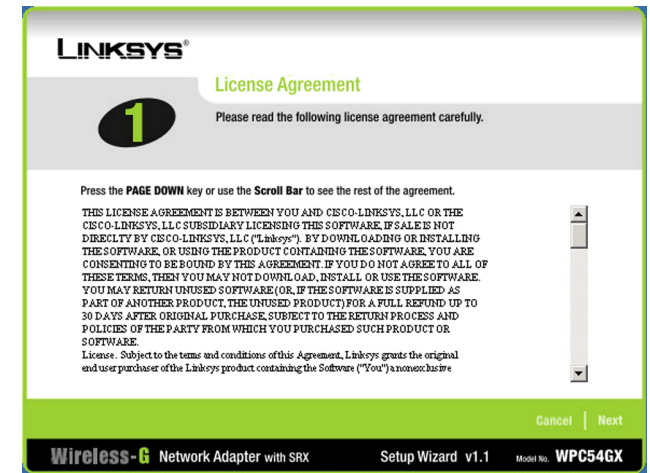 LINKSYS®
License Agreement
1
Please read the following license agreement carefully.
Press the PAGE DOWN key or use the Scroll Bar to see the rest of the agreement.
THIS LICENSE AGREEMENT IS BETWEEN YOU AND CISCO-LINKSYS, LLC OR THE
CISCO-LINKSYS, LLC SUBSIDIARY LICENSING THIS SOFTWARE, IF SALE IS NOT
DIRECLTY BY CISCO-LINKSYS, LLC ("Linksys"). BY DOWNLOADING OR INSTALLING
THE SOFTWARE, OR USING THE PRODUCT CONTAINING THE SOFTWARE, YOU ARE
CONSENTING TO BE BOUND BY THIS AGREEMENT. IF YOU DO NOT AGREE TO ALL OF
THESE TERMS, THEN YOU MAY NOT DOWNLOAD, INSTALL OR USE THE SOFTWARE.
YOU MAY RETURN UNUSED SOFTWARE (OR, IF THE SOFTWARE IS SUPPLIED AS
PART OF ANOTHER PRODUCT, THE UNUSED PRODUCT) FOR A FULL REFUND UP TO
30 DAYS AFTER ORIGINAL PURCHASE, SUBJECT TO THE RETURN PROCESS AND
POLICIES OF THE PARTY FROM WHICH YOU PURCHASED SUCH PRODUCT OR
SOFTWARE.
License. Subject to the terms and conditions of this Agreement, Linksys grants the original
end user purchaser of the Linksys product containing the Software ("You") a nonexclusive
Cancel | Next
Wireless-G Network Adapter with SRX Setup Wizard v1.1 Model No. WPC54GX